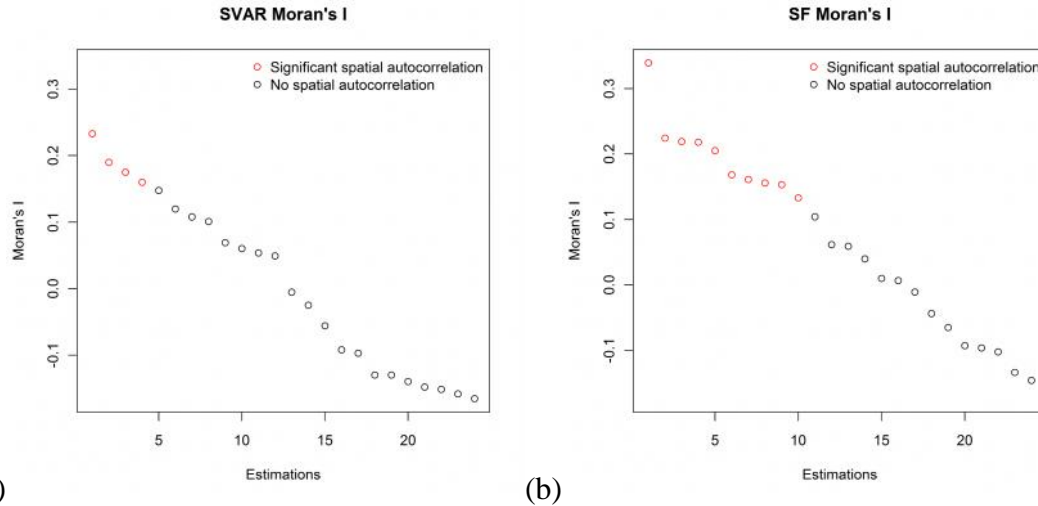 SVAR Moran's I
Significant spatial autocorrelation
No spatial autocorrelation
Moran's I
0.3
0.2
0.1
0.0
-0.1
5 10 15 20
Estimations
)
SF Moran's I
Significant spatial autocorrelation
No spatial autocorrelation
Moran's I
0.3
0.2
0.1
0.0
-0.1
5 10 15 20
Estimations
(b)